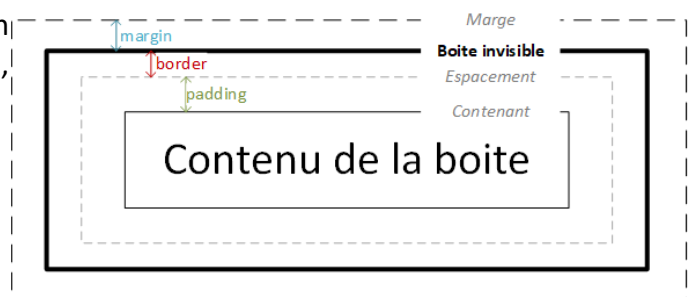 Marge
margin
Boite invisible
border
Espacement
padding
Contenant
Contenu de la boite